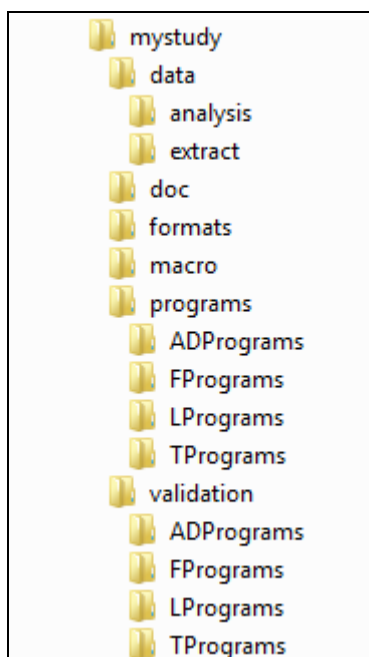 mystudy
data
analysis
extract
doc
formats
macro
programs
ADPrograms
FPrograms
LPrograms
TPrograms
validation
ADPrograms
FPrograms
LPrograms
TPrograms